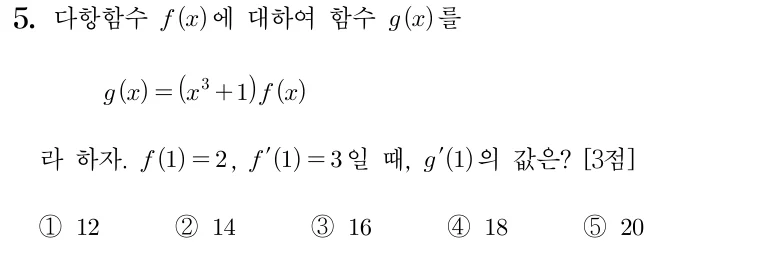 5. 다항함수 f(x)에 대하여 함수 g(x)를
g(x)=(x³+1)f(x)
라 하자. f(1)=2, f′(1)=3일 때, g′(1)의 값은? [3점]
① 12 ② 14 ③ 16 ④ 18 ⑤ 20